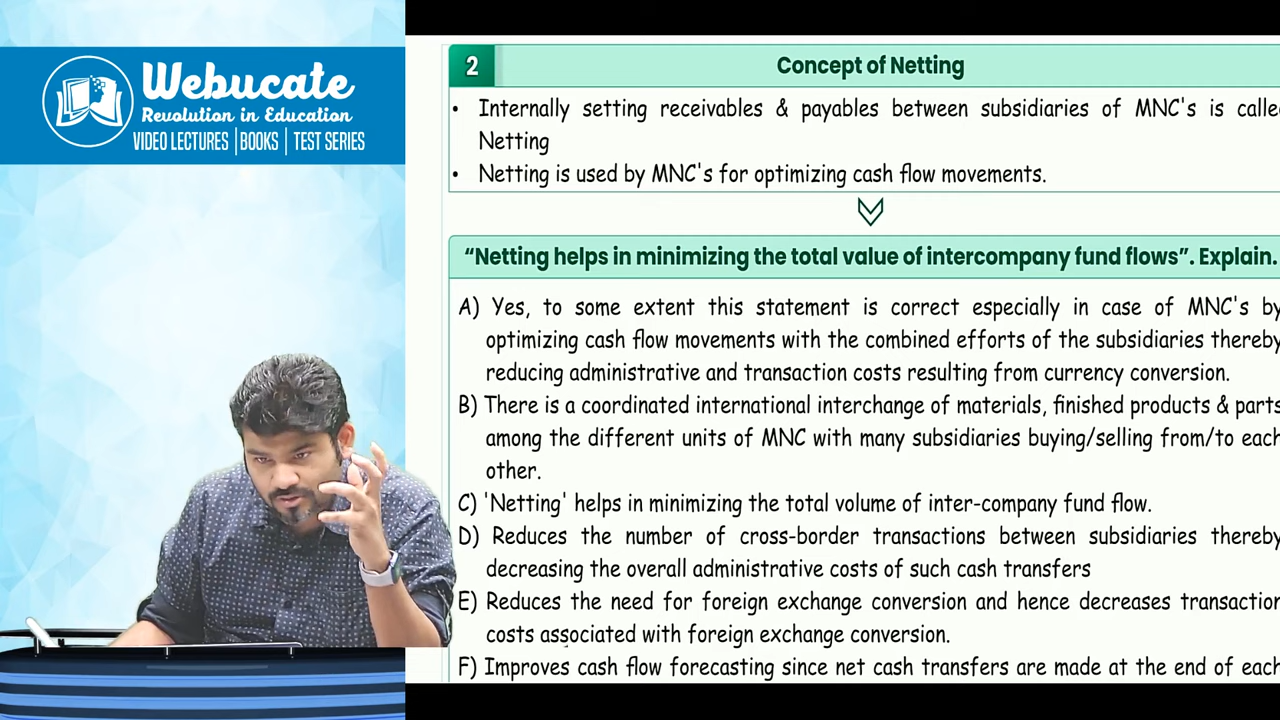 Webucate
Revolution in Education
VIDEO LECTURES | BOOKS | TEST SERIES
2
Concept of Netting
• Internally setting receivables & payables between subsidiaries of MNC's is calle
Netting
• Netting is used by MNC's for optimizing cash flow movements.
“Netting helps in minimizing the total value of intercompany fund flows”. Explain.
A) Yes, to some extent this statement is correct especially in case of MNC's by
optimizing cash flow movements with the combined efforts of the subsidiaries thereby
reducing administrative and transaction costs resulting from currency conversion.
B) There is a coordinated international interchange of materials, finished products & parts
among the different units of MNC with many subsidiaries buying/selling from/to each
other.
C) 'Netting' helps in minimizing the total volume of inter-company fund flow.
D) Reduces the number of cross-border transactions between subsidiaries thereby
decreasing the overall administrative costs of such cash transfers
E) Reduces the need for foreign exchange conversion and hence decreases transaction
costs associated with foreign exchange conversion.
F) Improves cash flow forecasting since net cash transfers are made at the end of each